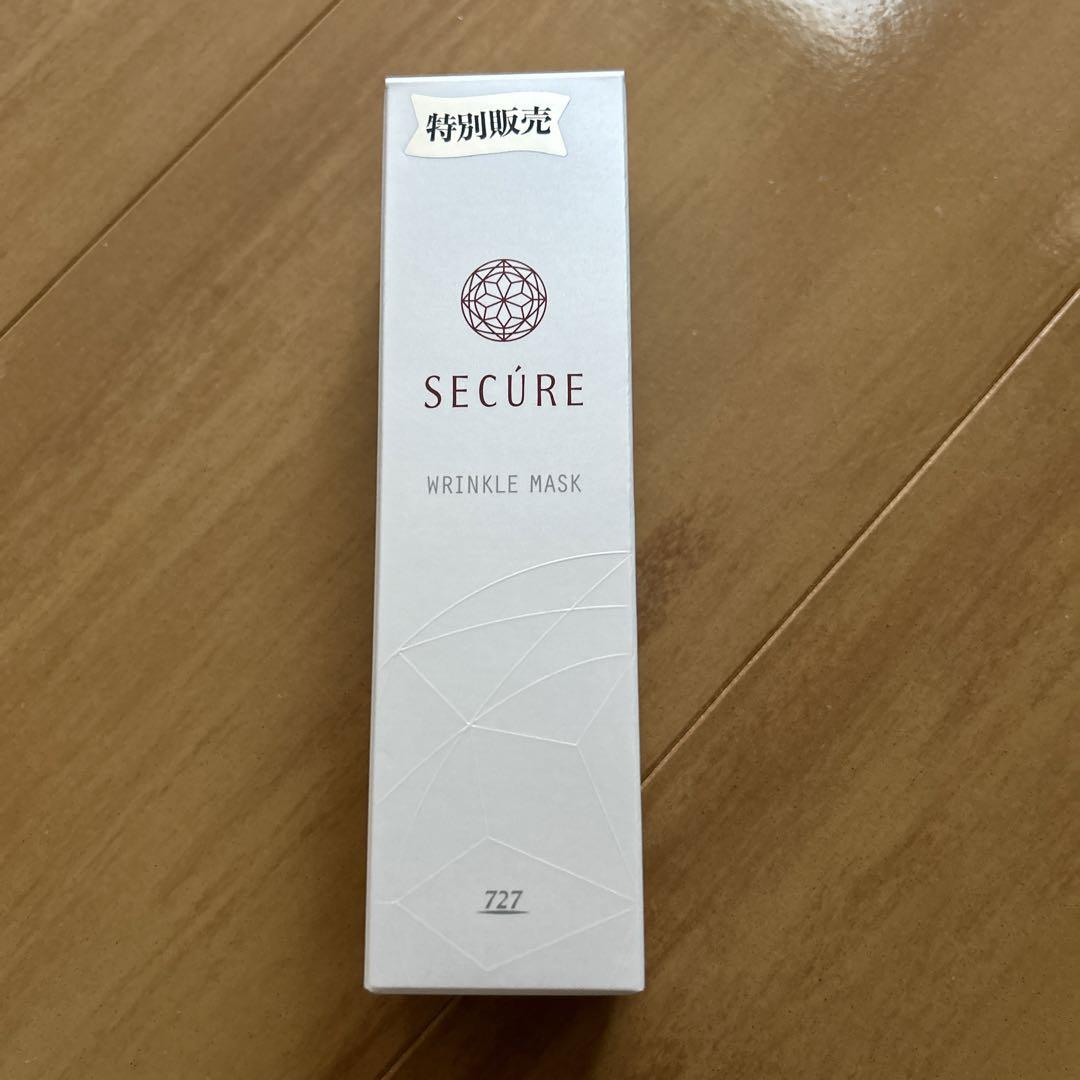 特別販売
SECÚRE
WRINKLE MASK
727